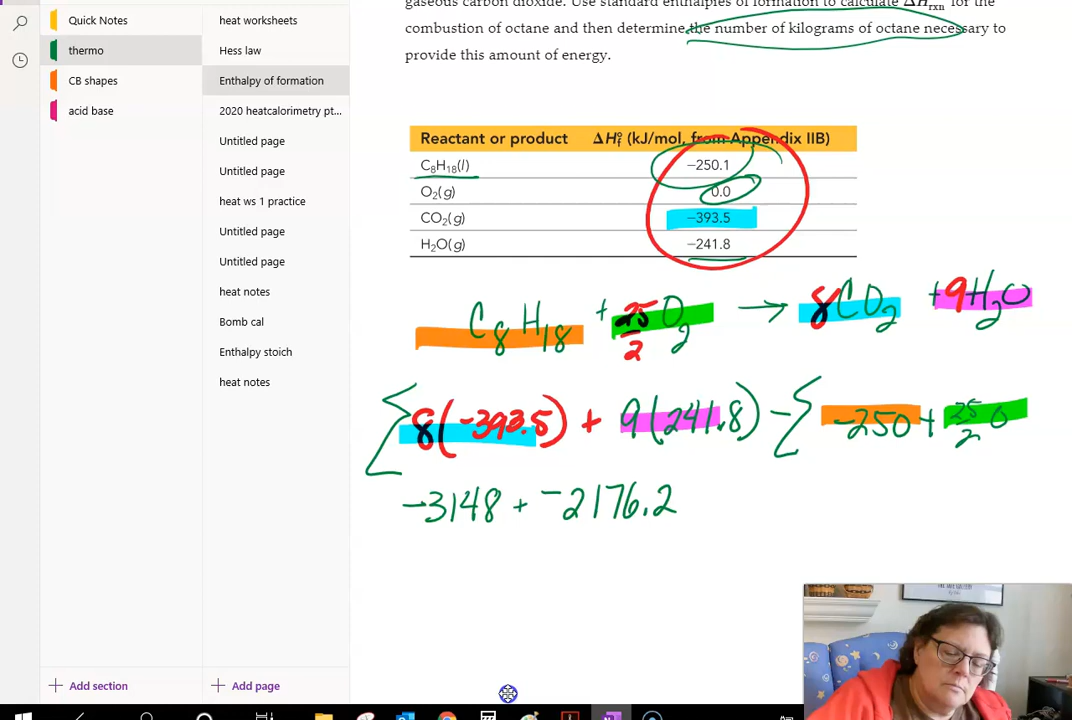 gaseous carbon dioxide. Use standard enthalpies of formation to calculate ΔHrxn for the
combustion of octane and then determine the number of kilograms of octane necessary to
provide this amount of energy.
Quick Notes
thermo
CB shapes
acid base
heat worksheets
Hess law
Enthalpy of formation
2020 heatcalorimetry pt...
Untitled page
Untitled page
heat ws 1 practice
Untitled page
Untitled page
heat notes
Bomb cal
Enthalpy stoich
heat notes
Reactant or product ΔH°f (kJ/mol, from Appendix IIB)
C8H18(l) −250.1
O2(g) 0.0
CO2(g) −393.5
H2O(g) −241.8
C8H18 + 25/2 O2 → 8CO2 + 9H2O
Σ 8(-393.5) + 9(241.8) - Σ -250 + 25/2 0
-3148 + -2176.2
+ Add section
+ Add page